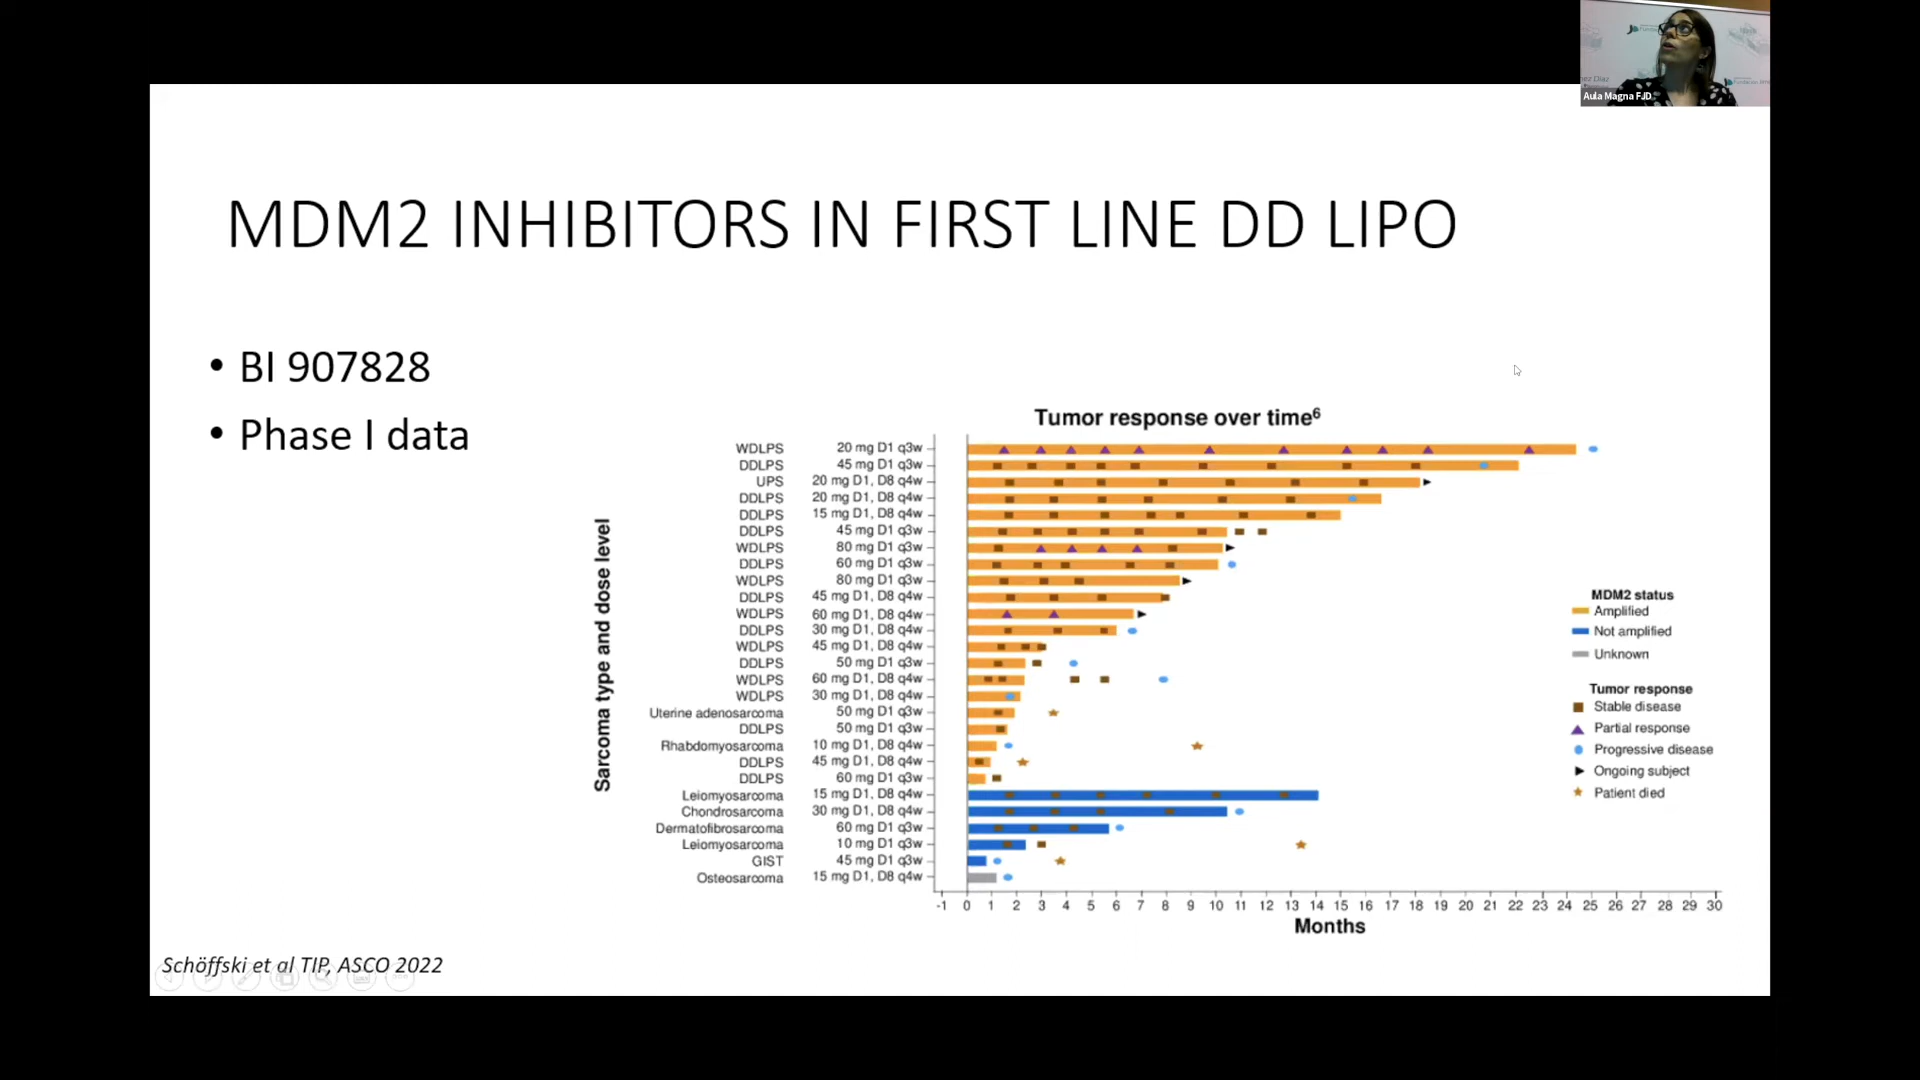 Aula Magna FJD
MDM2 INHIBITORS IN FIRST LINE DD LIPO
• BI 907828
• Phase I data
Tumor response over time6
Sarcoma type and dose level
WDLPS 20 mg D1 q3w
DDLPS 45 mg D1 q3w
UPS 20 mg D1, D8 q4w
DDLPS 20 mg D1, D8 q4w
DDLPS 15 mg D1, D8 q4w
DDLPS 45 mg D1 q3w
WDLPS 80 mg D1 q3w
DDLPS 60 mg D1 q3w
WDLPS 80 mg D1 q3w
DDLPS 45 mg D1, D8 q4w
WDLPS 60 mg D1, D8 q4w
DDLPS 30 mg D1, D8 q4w
WDLPS 45 mg D1, D8 q4w
DDLPS 50 mg D1 q3w
WDLPS 60 mg D1, D8 q4w
WDLPS 30 mg D1, D8 q4w
Uterine adenosarcoma 50 mg D1 q3w
DDLPS 50 mg D1 q3w
Rhabdomyosarcoma 10 mg D1, D8 q4w
DDLPS 45 mg D1, D8 q4w
DDLPS 60 mg D1 q3w
Leiomyosarcoma 15 mg D1, D8 q4w
Chondrosarcoma 30 mg D1, D8 q4w
Dermatofibrosarcoma 60 mg D1 q3w
Leiomyosarcoma 10 mg D1 q3w
GIST 45 mg D1 q3w
Osteosarcoma 15 mg D1, D8 q4w
-1 0 1 2 3 4 5 6 7 8 9 10 11 12 13 14 15 16 17 18 19 20 21 22 23 24 25 26 27 28 29 30
Months
MDM2 status
Amplified
Not amplified
Unknown
Tumor response
Stable disease
Partial response
Progressive disease
Ongoing subject
Patient died
Schöffski et al TIP, ASCO 2022